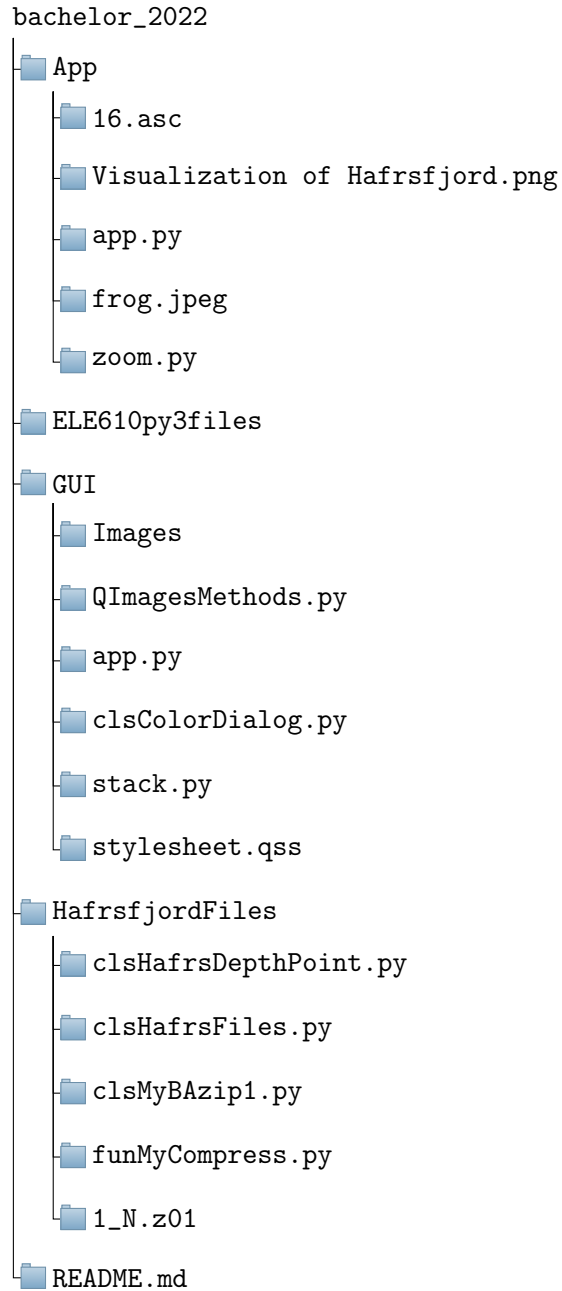 bachelor_2022
App
16.asc
Visualization of Hafrsfjord.png
app.py
frog.jpeg
zoom.py
ELE610py3files
GUI
Images
QImagesMethods.py
app.py
clsColorDialog.py
stack.py
stylesheet.qss
HafrsfjordFiles
clsHafrsDepthPoint.py
clsHafrsFiles.py
clsMyBAzip1.py
funMyCompress.py
1_N.z01
README.md